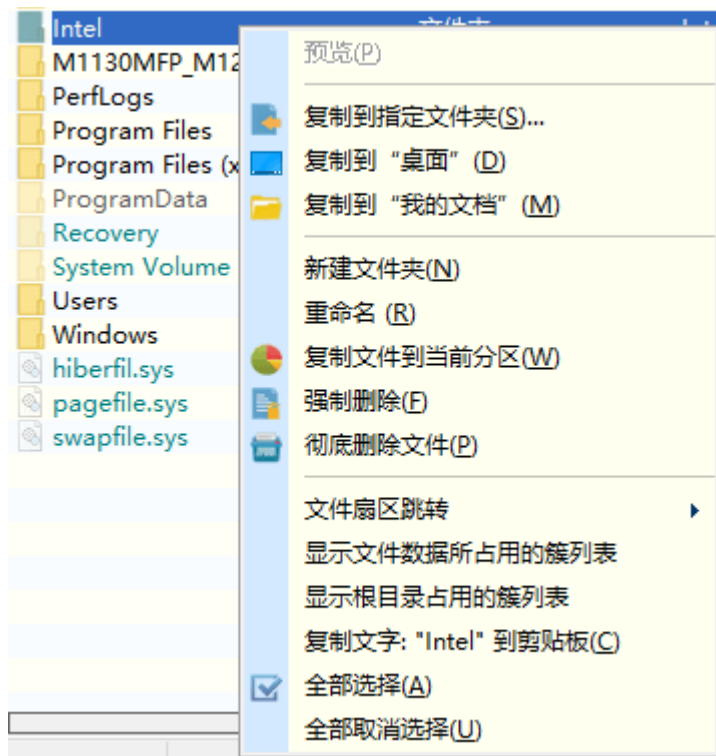 Intel
M1130MFP_M12
PerfLogs
Program Files
Program Files (x
ProgramData
Recovery
System Volume
Users
Windows
hiberfil.sys
pagefile.sys
swapfile.sys
预览(P)
复制到指定文件夹(S)...
复制到“桌面”(D)
复制到“我的文档”(M)
新建文件夹(N)
重命名 (R)
复制文件到当前分区(W)
强制删除(F)
彻底删除文件(P)
文件扇区跳转
显示文件数据所占用的簇列表
显示根目录占用的簇列表
复制文字: "Intel" 到剪贴板(C)
全部选择(A)
全部取消选择(U)